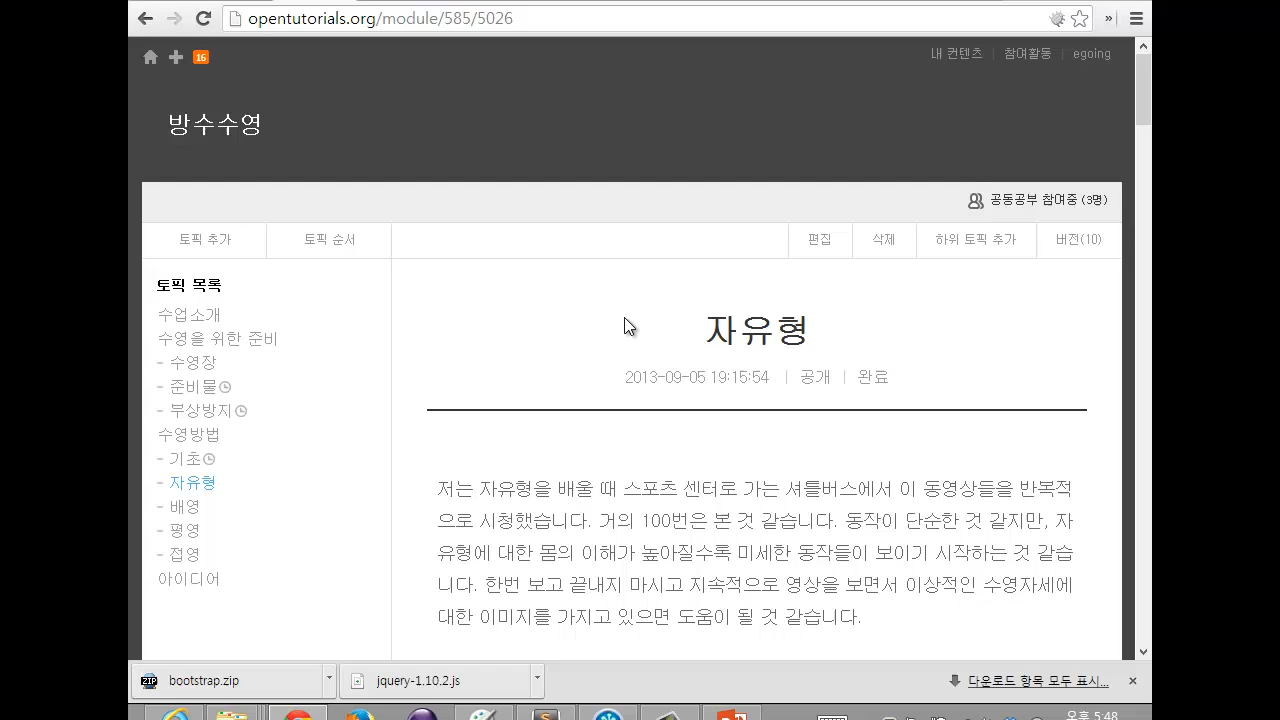 opentutorials.org/module/585/5026
»
16
내 컨텐츠
참여활동
egoing
방수수영
공동공부 참여중 (3명)
토픽 추가
토픽 순서
편집
삭제
하위 토픽 추가
버전(10)
토픽 목록
수업소개
수영을 위한 준비
- 수영장
- 준비물
- 부상방지
수영방법
- 기초
- 자유형
- 배영
- 평영
- 접영
아이디어
자유형
2013-09-05 19:15:54 | 공개 | 완료
저는 자유형을 배울 때 스포츠 센터로 가는 셔틀버스에서 이 동영상들을 반복적
으로 시청했습니다. 거의 100번은 본 것 같습니다. 동작이 단순한 것 같지만, 자
유형에 대한 몸의 이해가 높아질수록 미세한 동작들이 보이기 시작하는 것 같습
니다. 한번 보고 끝내지 마시고 지속적으로 영상을 보면서 이상적인 수영자세에
대한 이미지를 가지고 있으면 도움이 될 것 같습니다.
ZIP
bootstrap.zip
jquery-1.10.2.js
다운로드 항목 모두 표시...
오후 5:48